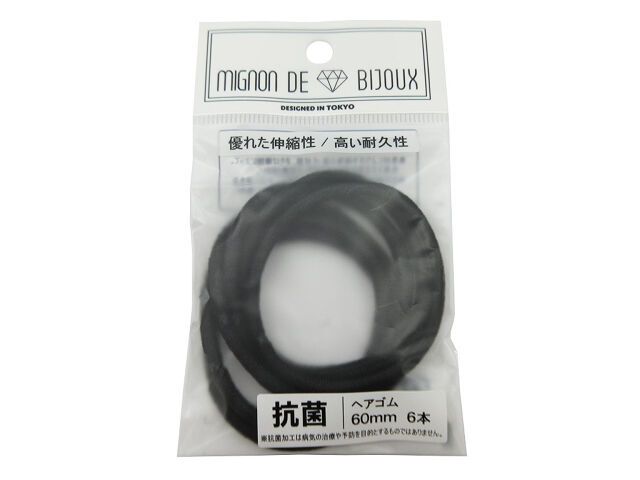 MIGNON DE BIJOUX
DESIGNED IN TOKYO
優れた伸縮性 / 高い耐久性
抗菌
ヘアゴム
60mm 6本
※抗菌加工は病気の治療や予防を目的とするものではありません。